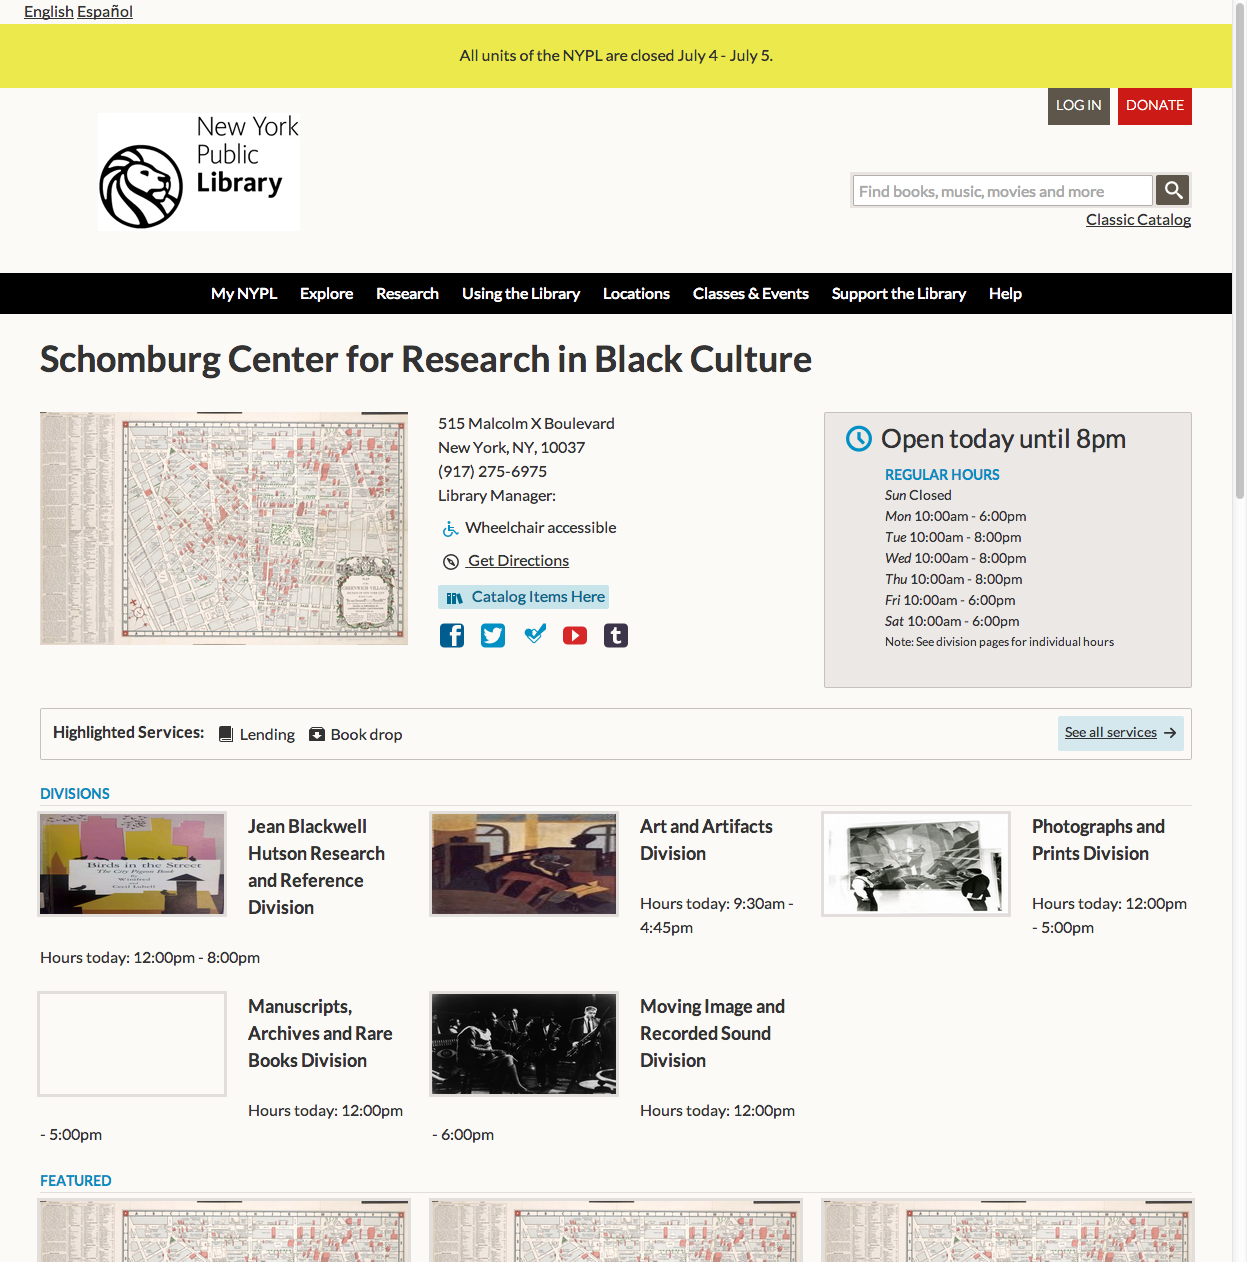 English Español
All units of the NYPL are closed July 4 - July 5.
LOG IN DONATE
New York
Public
Library
Find books, music, movies and more
Classic Catalog
My NYPL Explore Research Using the Library Locations Classes & Events Support the Library Help
Schomburg Center for Research in Black Culture
515 Malcolm X Boulevard
New York, NY, 10037
(917) 275-6975
Library Manager:
Wheelchair accessible
Get Directions
Catalog Items Here
Open today until 8pm
REGULAR HOURS
Sun Closed
Mon 10:00am - 6:00pm
Tue 10:00am - 8:00pm
Wed 10:00am - 8:00pm
Thu 10:00am - 8:00pm
Fri 10:00am - 6:00pm
Sat 10:00am - 6:00pm
Note: See division pages for individual hours
Highlighted Services: Lending Book drop See all services
DIVISIONS
Birds in the Street
The City Pigeon Book
By
Winifred
and
Cecil Lubell
Jean Blackwell
Hutson Research
and Reference
Division
Hours today: 12:00pm - 8:00pm
Art and Artifacts
Division
Hours today: 9:30am -
4:45pm
Photographs and
Prints Division
Hours today: 12:00pm
- 5:00pm
Manuscripts,
Archives and Rare
Books Division
Hours today: 12:00pm
- 5:00pm
Moving Image and
Recorded Sound
Division
Hours today: 12:00pm
- 6:00pm
FEATURED